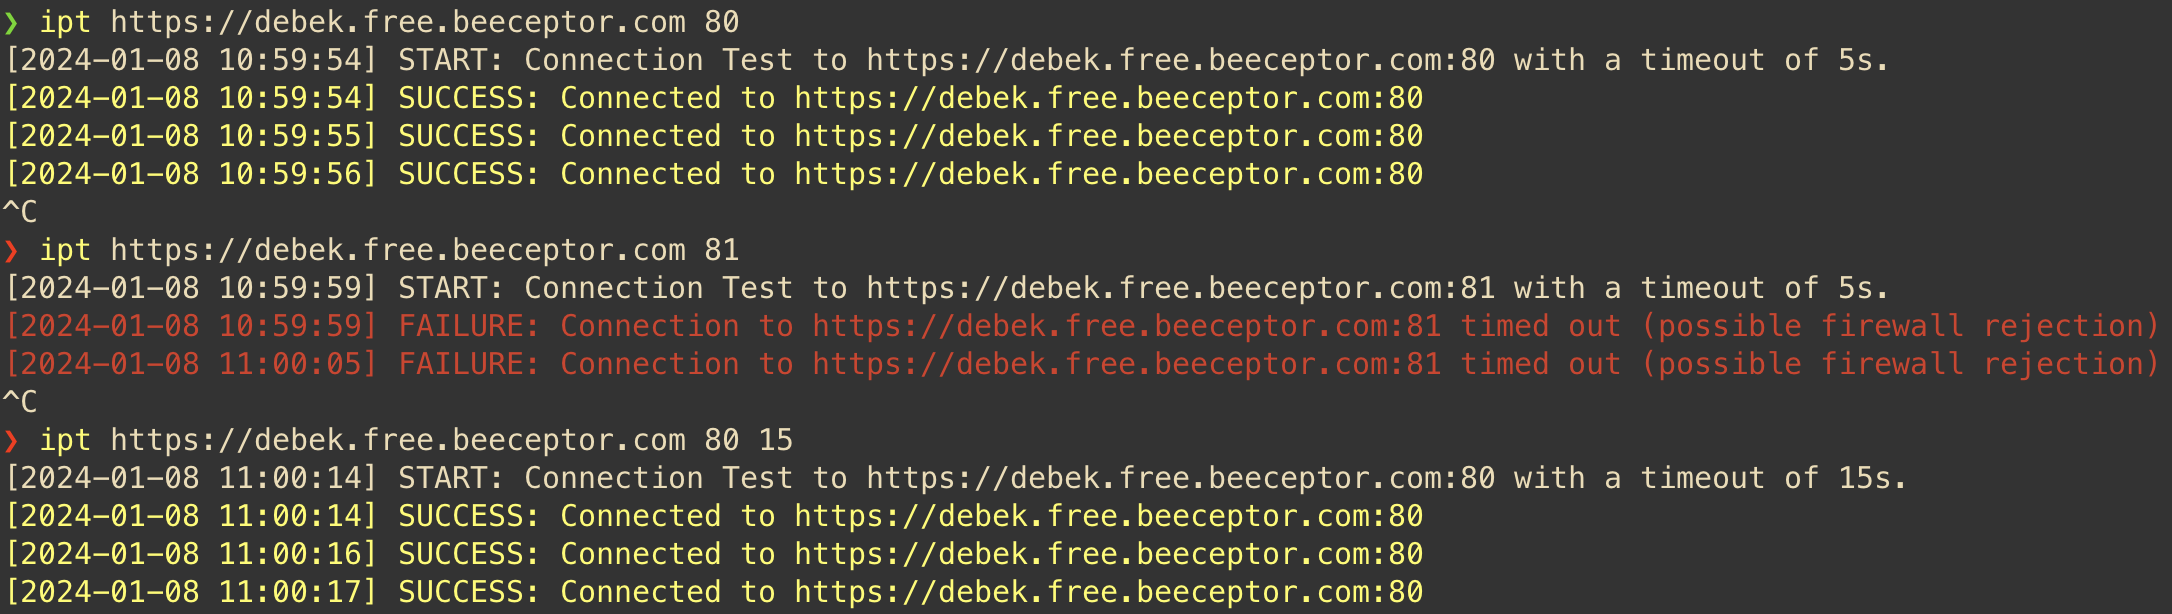 ❯ ipt https://debek.free.beeceptor.com 80
[2024-01-08 10:59:54] START: Connection Test to https://debek.free.beeceptor.com:80 with a timeout of 5s.
[2024-01-08 10:59:54] SUCCESS: Connected to https://debek.free.beeceptor.com:80
[2024-01-08 10:59:55] SUCCESS: Connected to https://debek.free.beeceptor.com:80
[2024-01-08 10:59:56] SUCCESS: Connected to https://debek.free.beeceptor.com:80
^C
❯ ipt https://debek.free.beeceptor.com 81
[2024-01-08 10:59:59] START: Connection Test to https://debek.free.beeceptor.com:81 with a timeout of 5s.
[2024-01-08 10:59:59] FAILURE: Connection to https://debek.free.beeceptor.com:81 timed out (possible firewall rejection)
[2024-01-08 11:00:05] FAILURE: Connection to https://debek.free.beeceptor.com:81 timed out (possible firewall rejection)
^C
❯ ipt https://debek.free.beeceptor.com 80 15
[2024-01-08 11:00:14] START: Connection Test to https://debek.free.beeceptor.com:80 with a timeout of 15s.
[2024-01-08 11:00:14] SUCCESS: Connected to https://debek.free.beeceptor.com:80
[2024-01-08 11:00:16] SUCCESS: Connected to https://debek.free.beeceptor.com:80
[2024-01-08 11:00:17] SUCCESS: Connected to https://debek.free.beeceptor.com:80